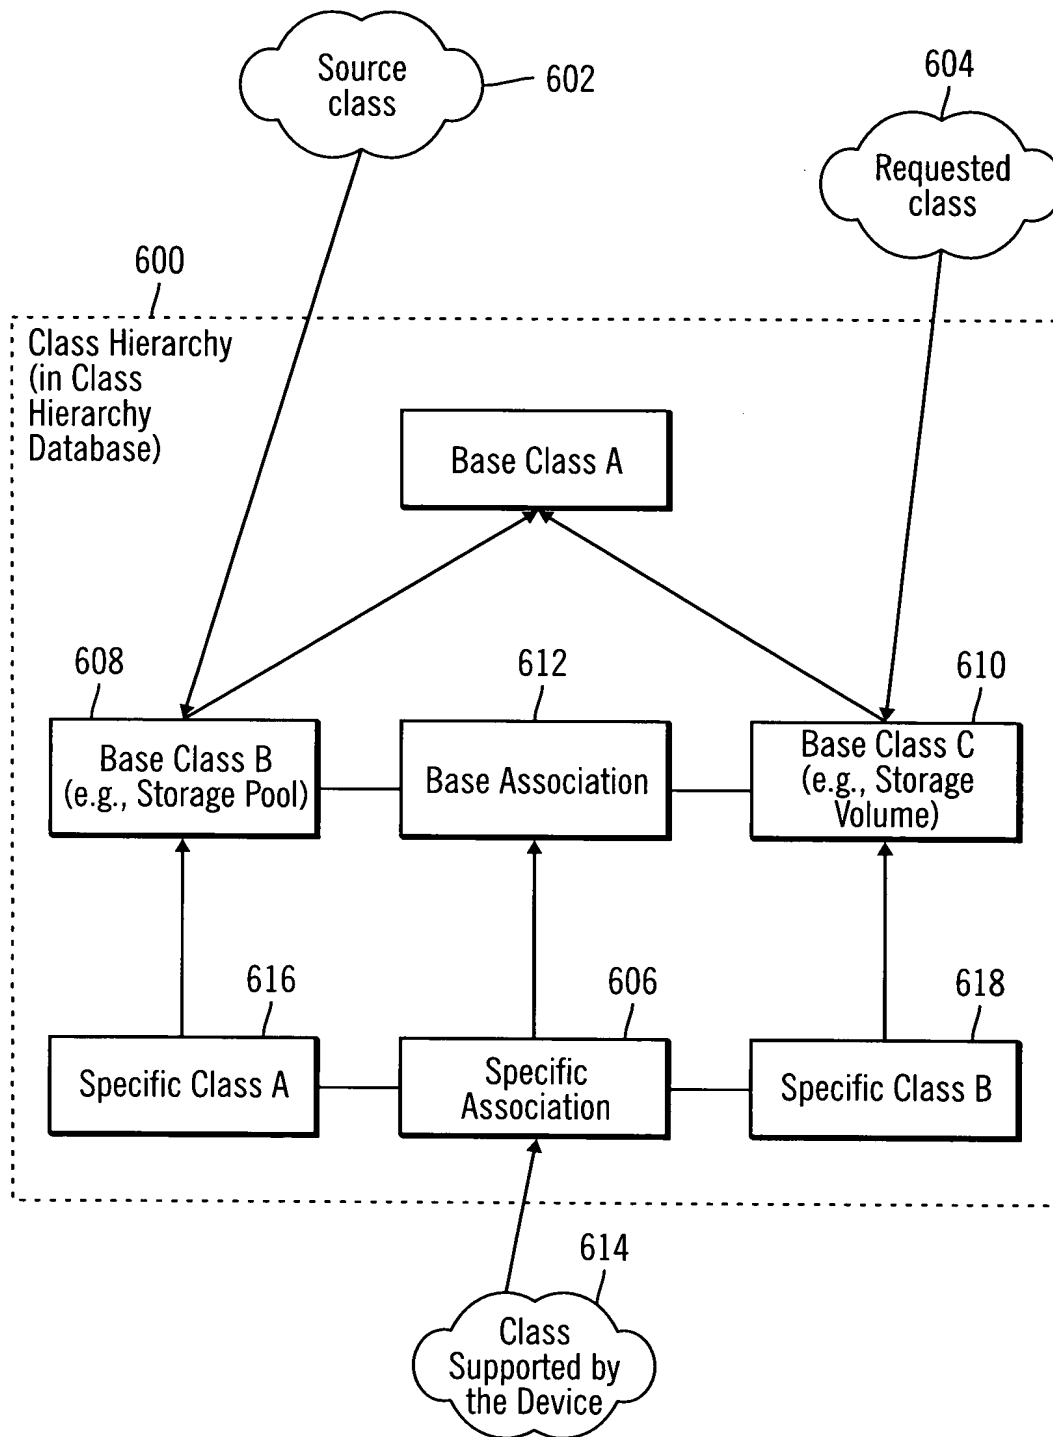 Source
class
602
604
Requested
class
600
Class Hierarchy
(in Class
Hierarchy
Database)
Base Class A
608
612
610
Base Class B
(e.g., Storage Pool)
Base Association
Base Class C
(e.g., Storage
Volume)
616
606
618
Specific Class A
Specific
Association
Specific Class B
614
Class
Supported by
the Device